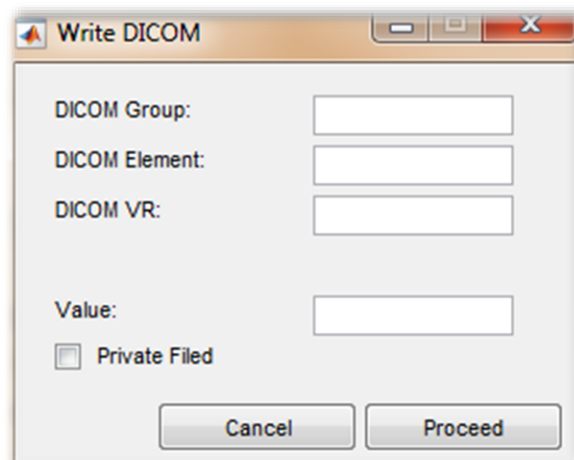 Write DICOM
DICOM Group:
DICOM Element:
DICOM VR:
Value:
Private Filed
Cancel Proceed